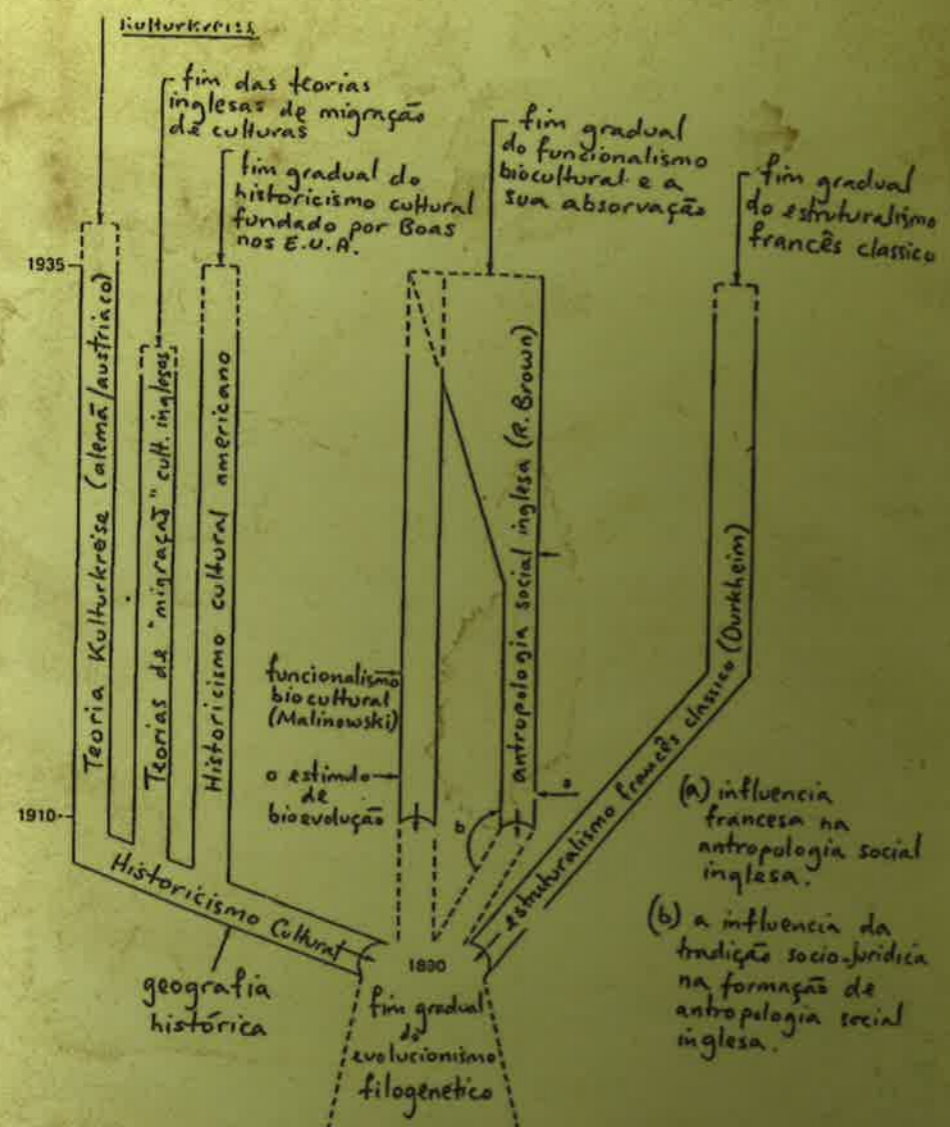 Kulturkreiss
fim das teorias
inglesas de migração
de culturas
fim gradual do
historicismo cultural
fundado por Boas
nos E.U.A.
fim gradual
do funcionalismo
biocultural e a
sua absorvação
fim gradual
do estruturalismo
francês classico
1935
Teoria Kulturkreise (alemã/austriaco)
Teorias de "migraçaj" cult. inglesas
Historicismo cultural americano
antropologia social inglesa (R. Brown)
estruturalismo francês classico (Durkheim)
funcionalismo
biocultural
(Malinowski)
o estimulo
de
bioevolução
1910
b
a
Historicismo Cultural
geografia
histórica
1890
fim gradual
do
evolucionismo
filogenetico
(a) influencia
francesa na
antropologia social
inglesa.
(b) a influencia da
tradição socio-juridica
na formação de
antropologia social
inglesa.